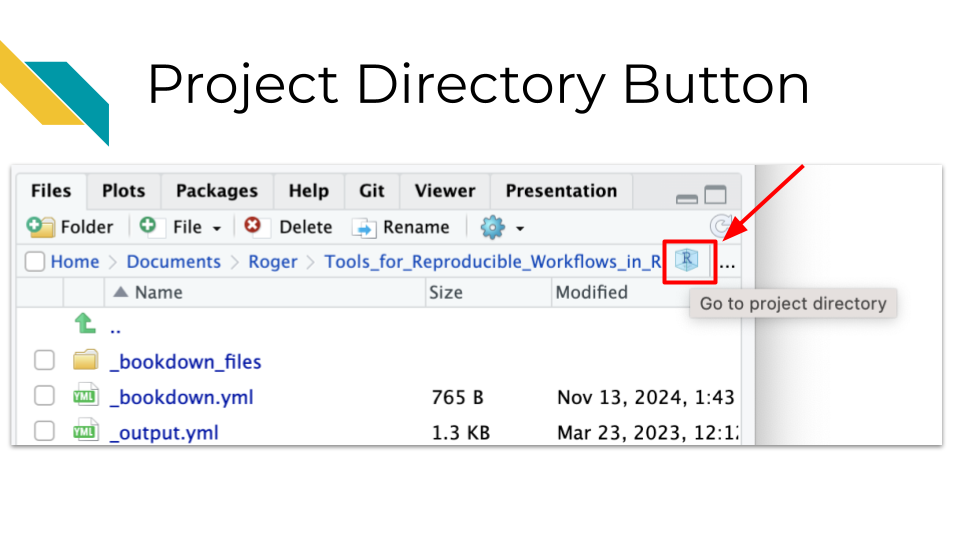 Project Directory Button
Files Plots Packages Help Git Viewer Presentation
Folder File Delete Rename
Home > Documents > Roger > Tools_for_Reproducible_Workflows_in_R R ...
Name Size Modified
Go to project directory
..
_bookdown_files
YML _bookdown.yml 765 B Nov 13, 2024, 1:43
YML _output.yml 1.3 KB Mar 23, 2023, 12:1